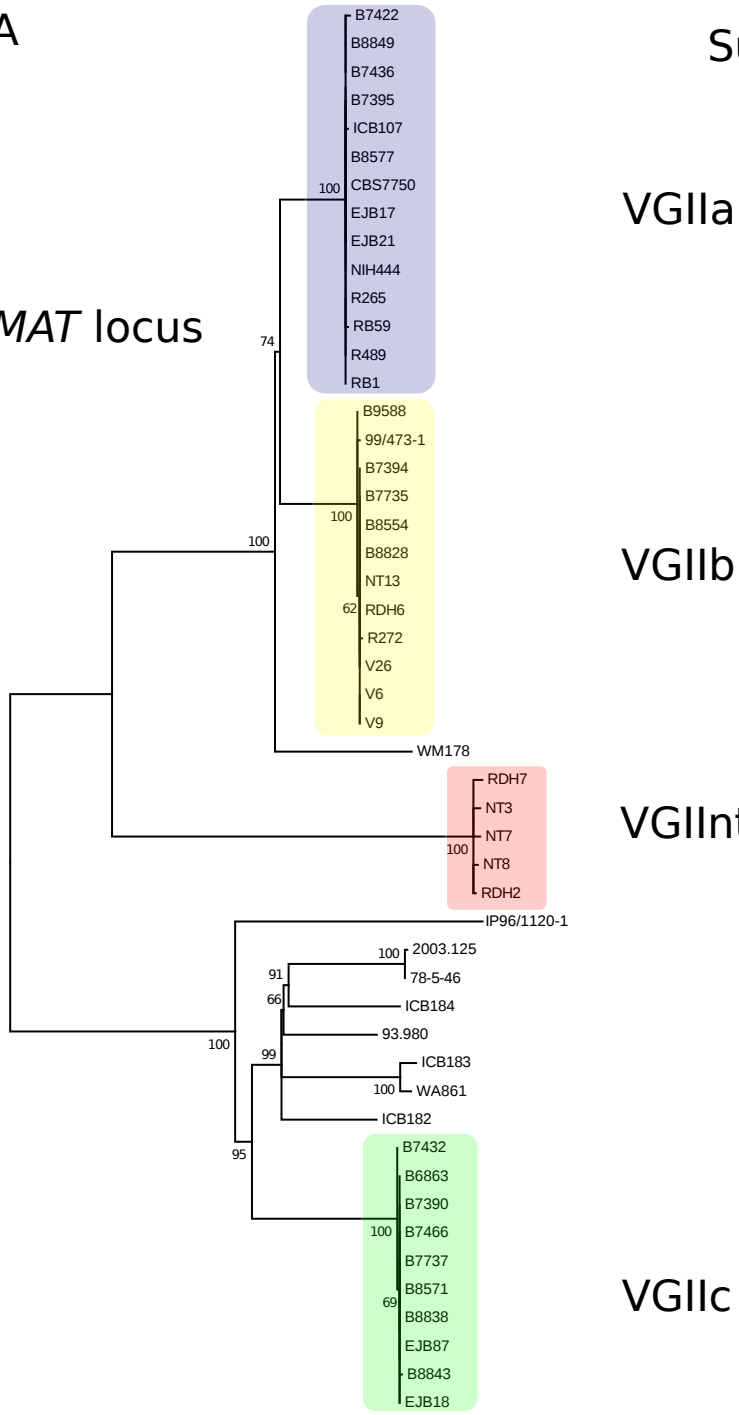 A
Su
B7422
B8849
B7436
B7395
ICB107
B8577
100
CBS7750
VGIIa
EJB17
EJB21
NIH444
R265
MAT locus
RB59
74
R489
RB1
B9588
99/473-1
B7394
B7735
100
B8554
100
B8828
VGIIb
NT13
62
RDH6
R272
V26
V6
V9
WM178
RDH7
NT3
VGIInt
NT7
100
NT8
RDH2
IP96/1120-1
100
2003.125
91
78-5-46
66
ICB184
93.980
100
99
ICB183
100
WA861
ICB182
95
B7432
B6863
B7390
100
B7466
B7737
B8571
69
VGIIc
B8838
EJB87
B8843
EJB18